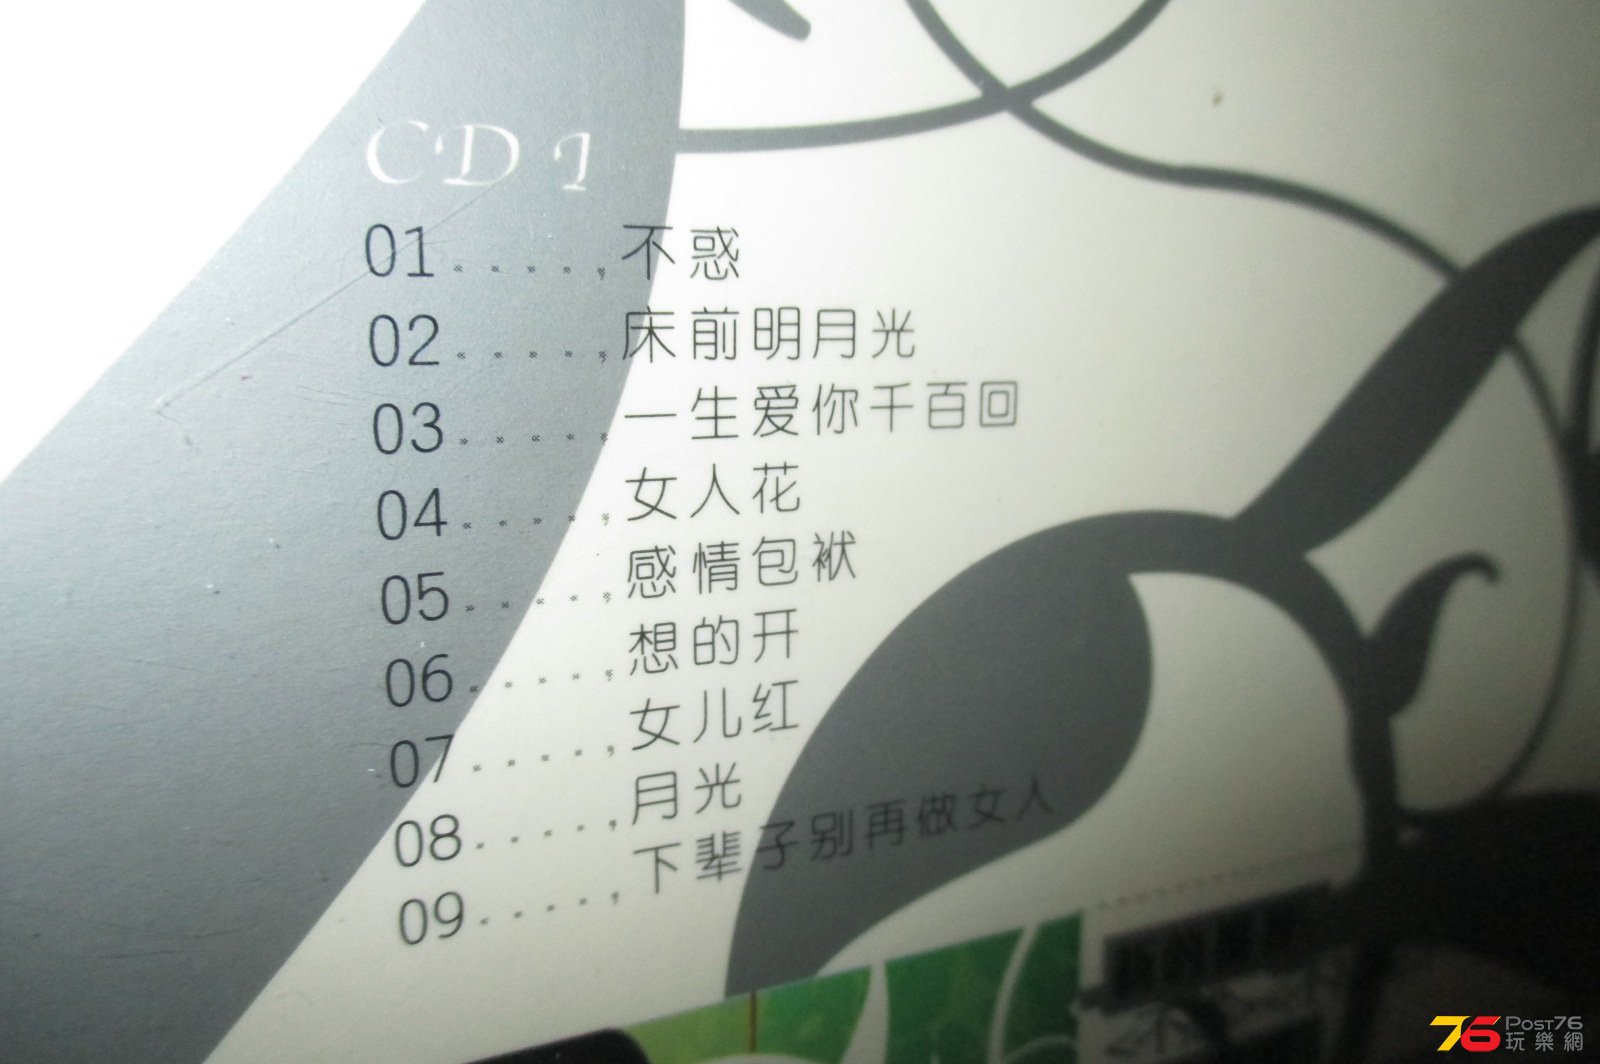 CD 1
01......不惑
02......床前明月光
03......一生爱你千百回
04......女人花
05......感情包袱
06......想的开
07......女儿红
08......月光
09......下辈子别再做女人
76 Post76
玩樂網